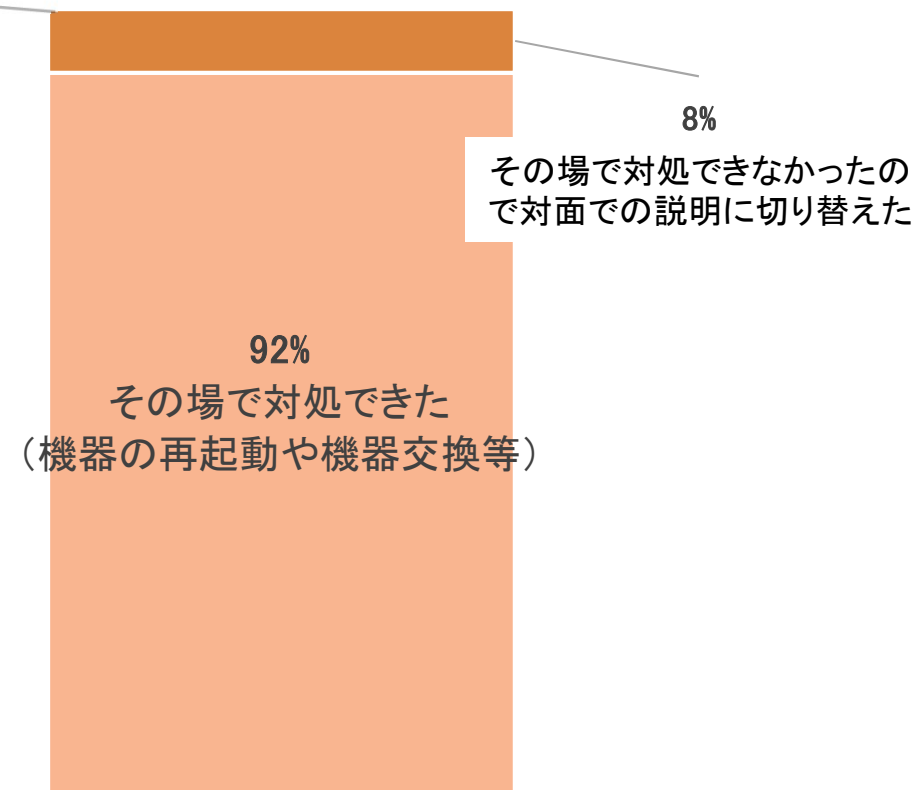 8%
その場で対処できなかったの
で対面での説明に切り替えた
92%
その場で対処できた
（機器の再起動や機器交換等）